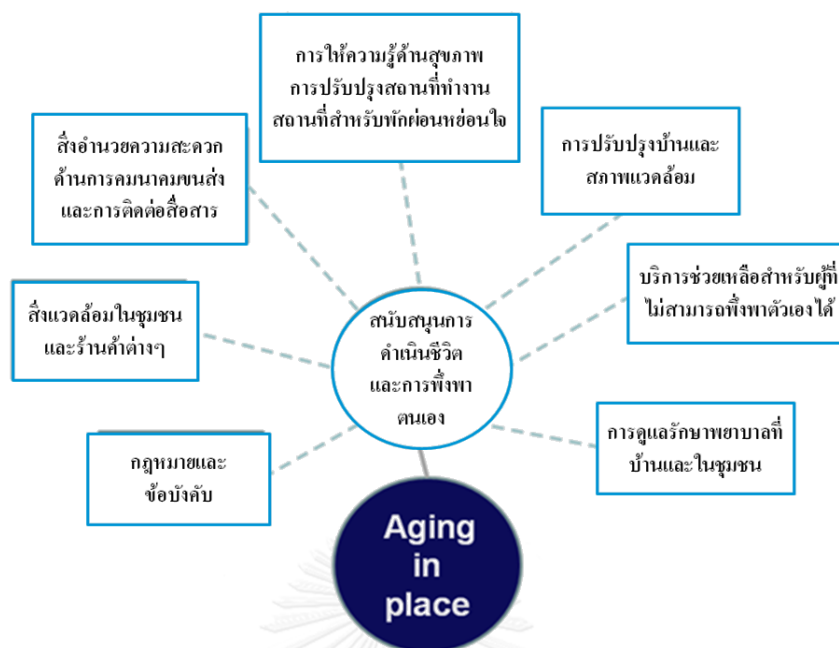 การให้ความรู้ด้านสุขภาพ
การปรับปรุงสถานที่ทำงาน
สถานที่สำหรับพักผ่อนหย่อนใจ
สิ่งอำนวยความสะดวก
ด้านการคมนาคมขนส่ง
และการติดต่อสื่อสาร
การปรับปรุงบ้านและ
สภาพแวดล้อม
สิ่งแวดล้อมในชุมชน
และร้านค้าต่างๆ
บริการช่วยเหลือสำหรับผู้ที่
ไม่สามารถพึ่งพาตัวเองได้
สนับสนุนการ
ดำเนินชีวิต
และการพึ่งพา
ตนเอง
กฎหมายและ
ข้อบังคับ
การดูแลรักษาพยาบาลที่
บ้านและในชุมชน
Aging
in
place